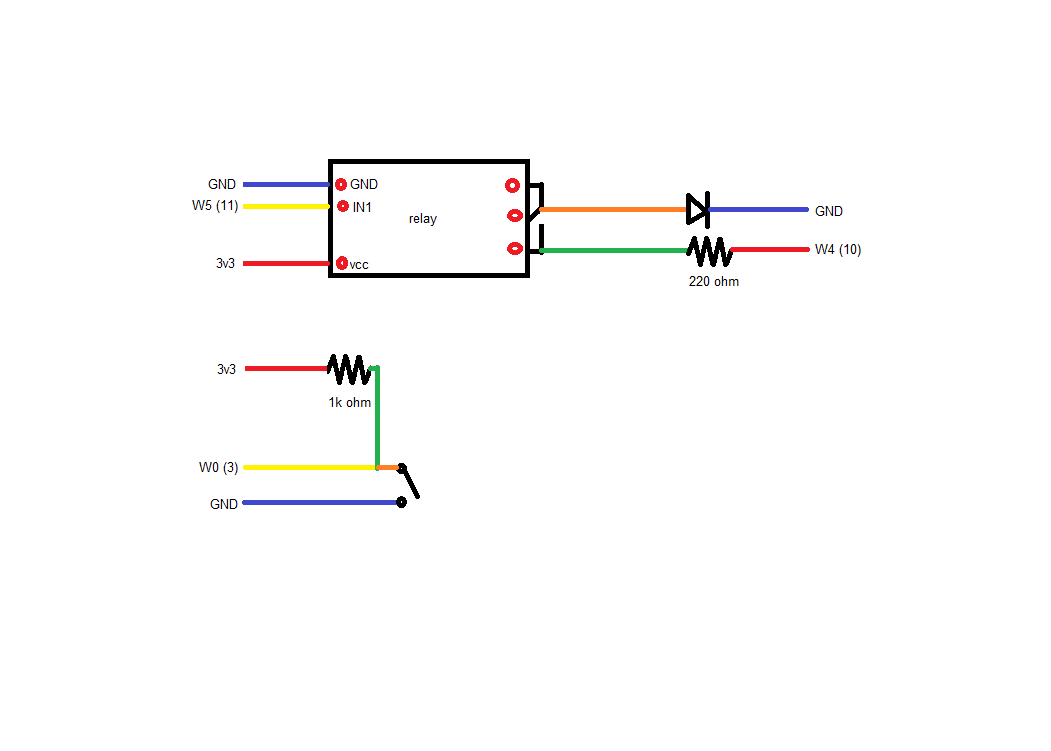 GND
GND
W5 (11)
IN1
relay
GND
3v3
vcc
W4 (10)
220 ohm
3v3
1k ohm
W0 (3)
GND